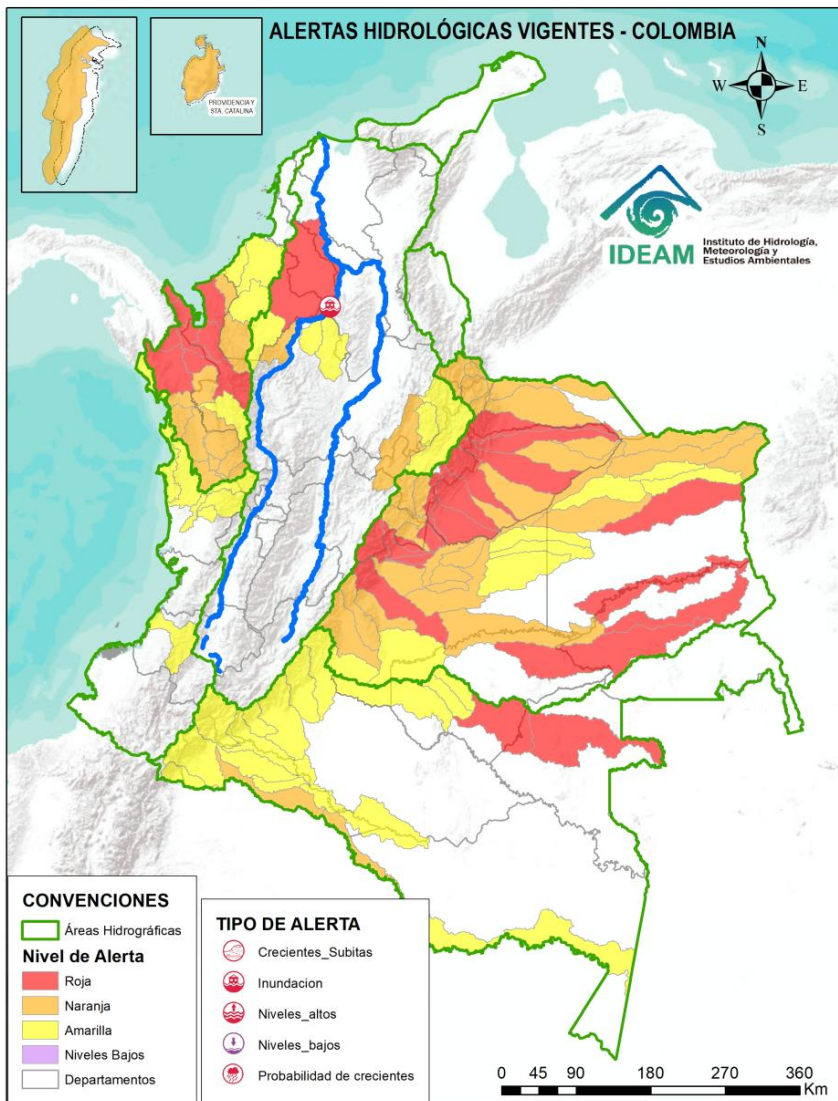 ALERTAS HIDROLÓGICAS VIGENTES - COLOMBIA
PROVIDENCIA Y
STA. CATALINA
N
W
E
S
IDEAM
Instituto de Hidrología,
Meteorología y
Estudios Ambientales
CONVENCIONES
Áreas Hidrográficas
Nivel de Alerta
Roja
Naranja
Amarilla
Niveles Bajos
Departamentos
TIPO DE ALERTA
Crecientes_Subitas
Inundacion
Niveles_altos
Niveles_bajos
Probabilidad de crecientes
0 45 90 180 270 360
Km